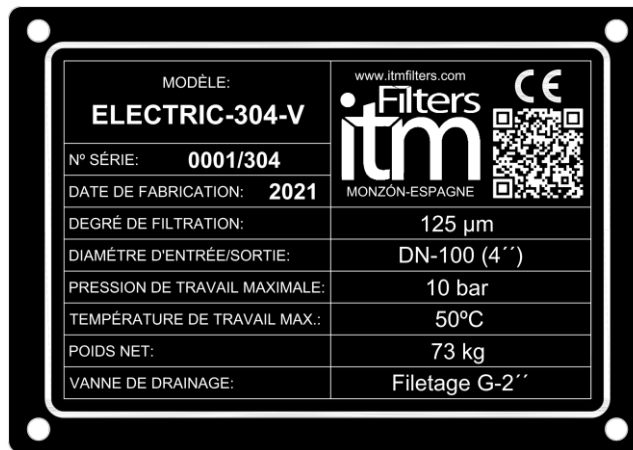 MODÈLE:
ELECTRIC-304-V
www.itmfilters.com
CE
Filters
itm
MONZÓN-ESPAGNE
Nº SÉRIE: 0001/304
DATE DE FABRICATION: 2021
DEGRÉ DE FILTRATION: 125 µm
DIAMÉTRE D'ENTRÉE/SORTIE: DN-100 (4´´)
PRESSION DE TRAVAIL MAXIMALE: 10 bar
TEMPÉRATURE DE TRAVAIL MAX.: 50ºC
POIDS NET: 73 kg
VANNE DE DRAINAGE: Filetage G-2´´